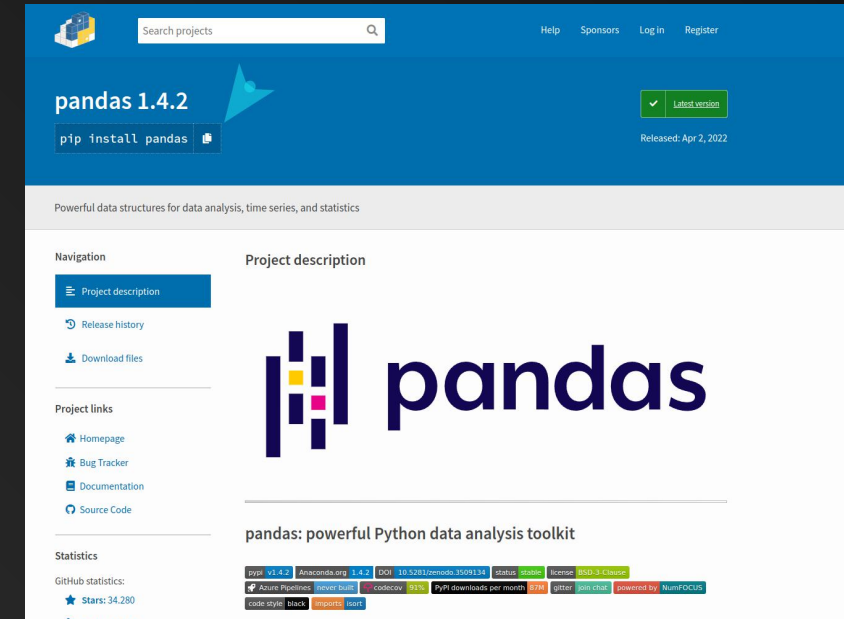 Search projects
Help Sponsors Log in Register
pandas 1.4.2
Latest version
pip install pandas
Released: Apr 2, 2022
Powerful data structures for data analysis, time series, and statistics
Navigation
Project description
Release history
Download files
Project links
Homepage
Bug Tracker
Documentation
Source Code
Statistics
GitHub statistics:
Stars: 34.280
Project description
pandas
pandas: powerful Python data analysis toolkit
pypi v1.4.2 Anaconda.org 1.4.2 DOI 10.5281/zenodo.3509134 status stable license BSD-3-Clause
Azure Pipelines never built codecov 91% PyPI downloads per month 87M gitter join chat powered by NumFOCUS
code style black imports isort